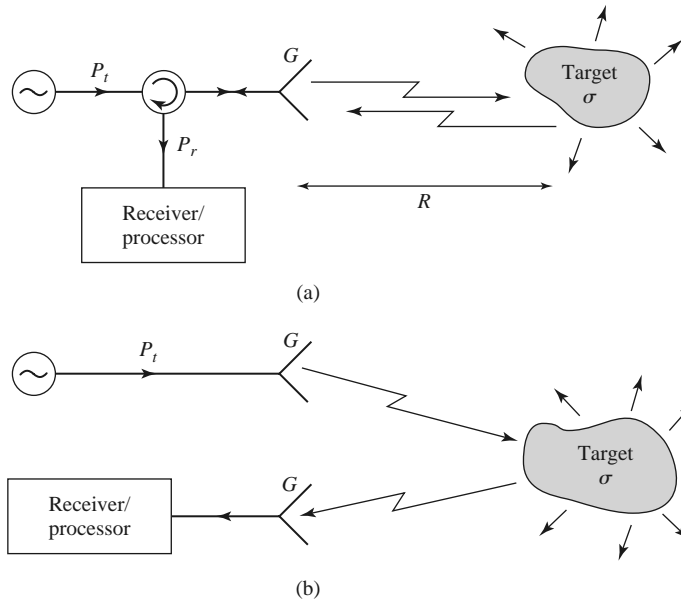 G
P_t
Target
σ
P_r
R
Receiver/
processor
(a)
G
P_t
Target
σ
G
Receiver/
processor
(b)